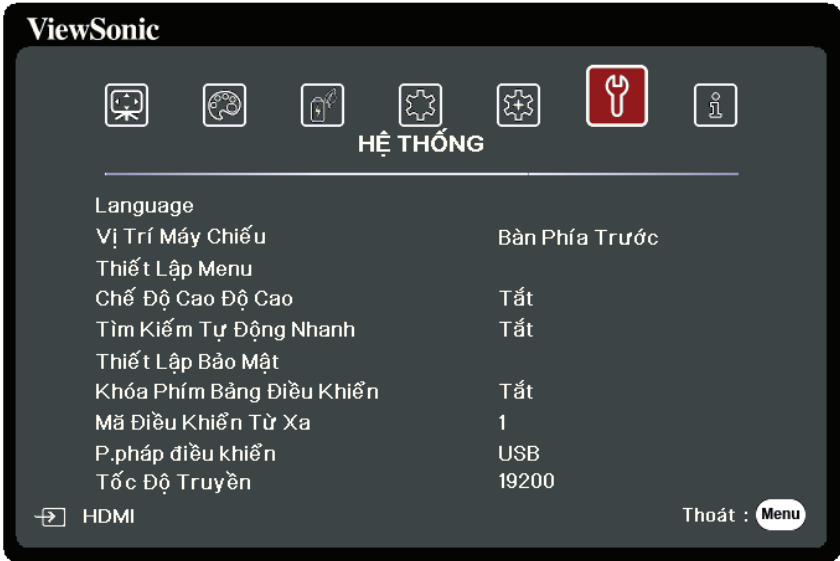 ViewSonic
HỆ THỐNG
Language
Vị Trí Máy Chiếu Bàn Phía Trước
Thiết Lập Menu
Chế Độ Cao Độ Cao Tắt
Tìm Kiếm Tự Động Nhanh Tắt
Thiết Lập Bảo Mật
Khóa Phím Bảng Điều Khiển Tắt
Mã Điều Khiển Từ Xa 1
P.pháp điều khiển USB
Tốc Độ Truyền 19200
HDMI Thoát : Menu